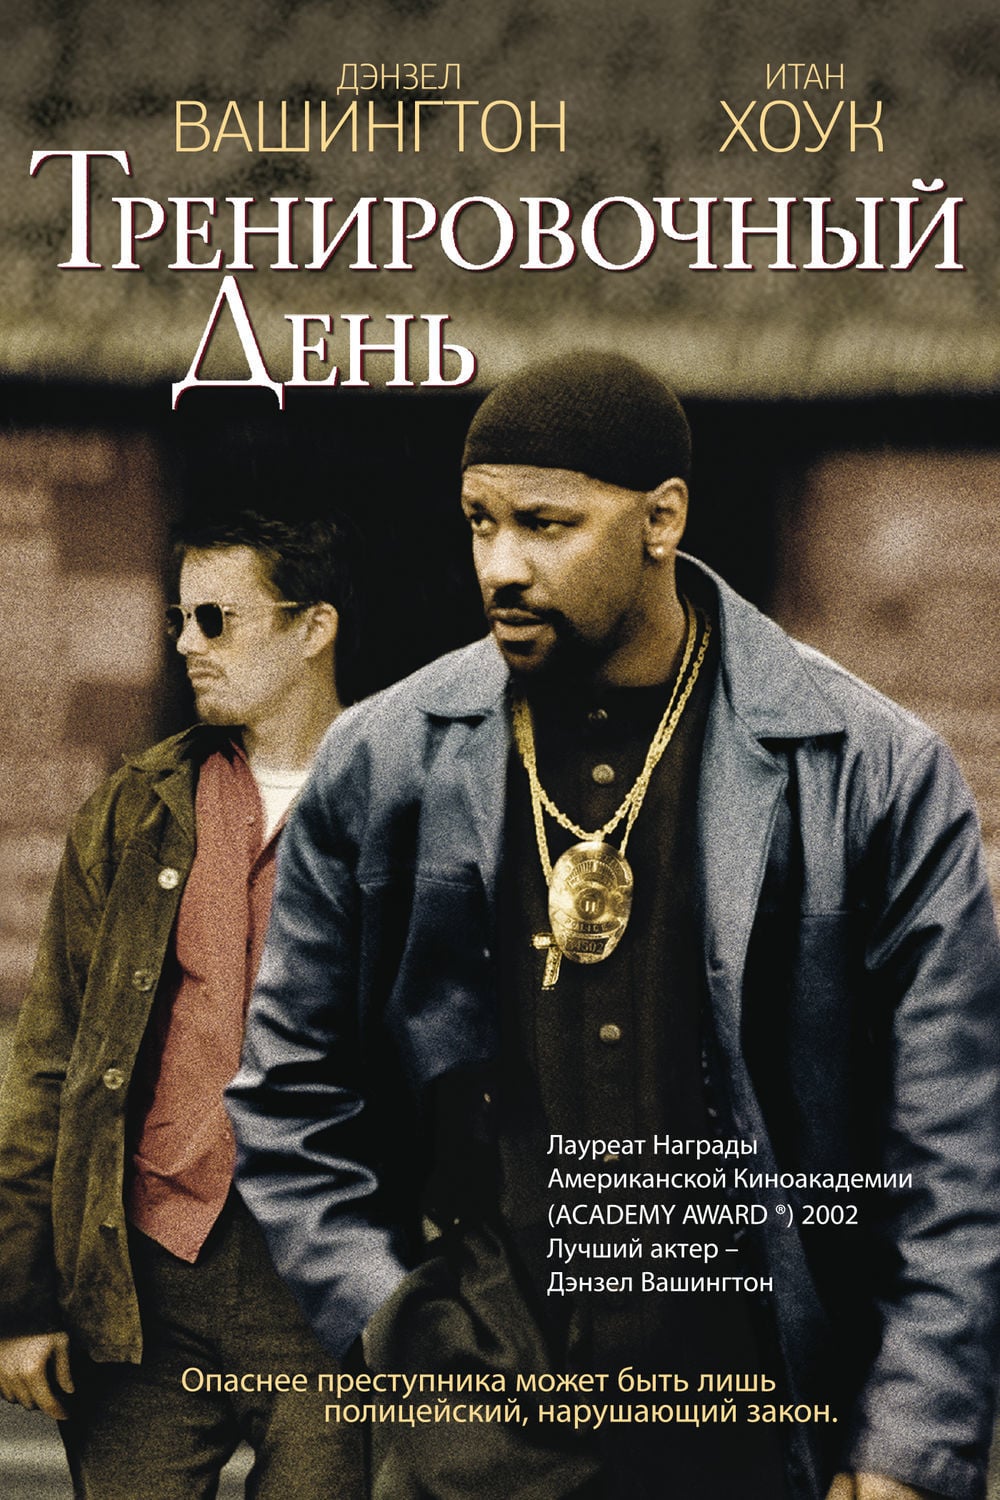 ДЭНЗЕЛ
ВАШИНГТОН
ИТАН
ХОУК
ТРЕНИРОВОЧНЫЙ
ДЕНЬ
POLICE
Лауреат Награды
Американской Киноакадемии
(ACADEMY AWARD ®) 2002
Лучший актер –
Дэнзел Вашингтон
Опаснее преступника может быть лишь
полицейский, нарушающий закон.